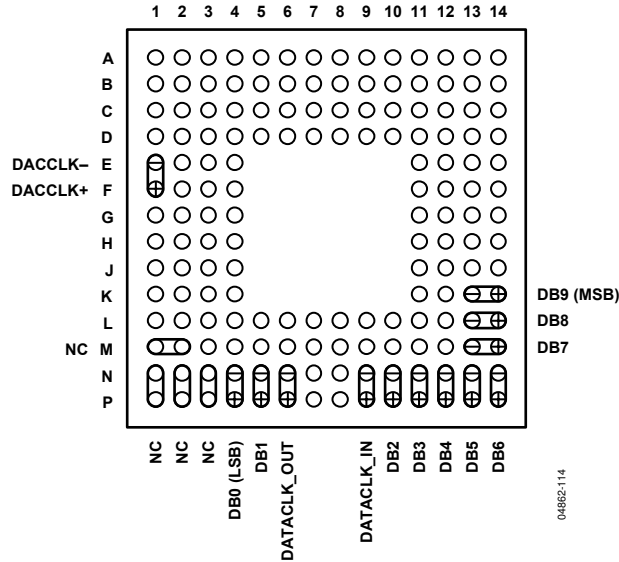 1 2 3 4 5 6 7 8 9 10 11 12 13 14
A
B
C
D
DACCLK– E
DACCLK+ F
G
H
J
K DB9 (MSB)
L DB8
NC M DB7
N
P
NC NC NC DB0 (LSB) DB1 DATACLK_OUT DATACLK_IN DB2 DB3 DB4 DB5 DB6
04862-114